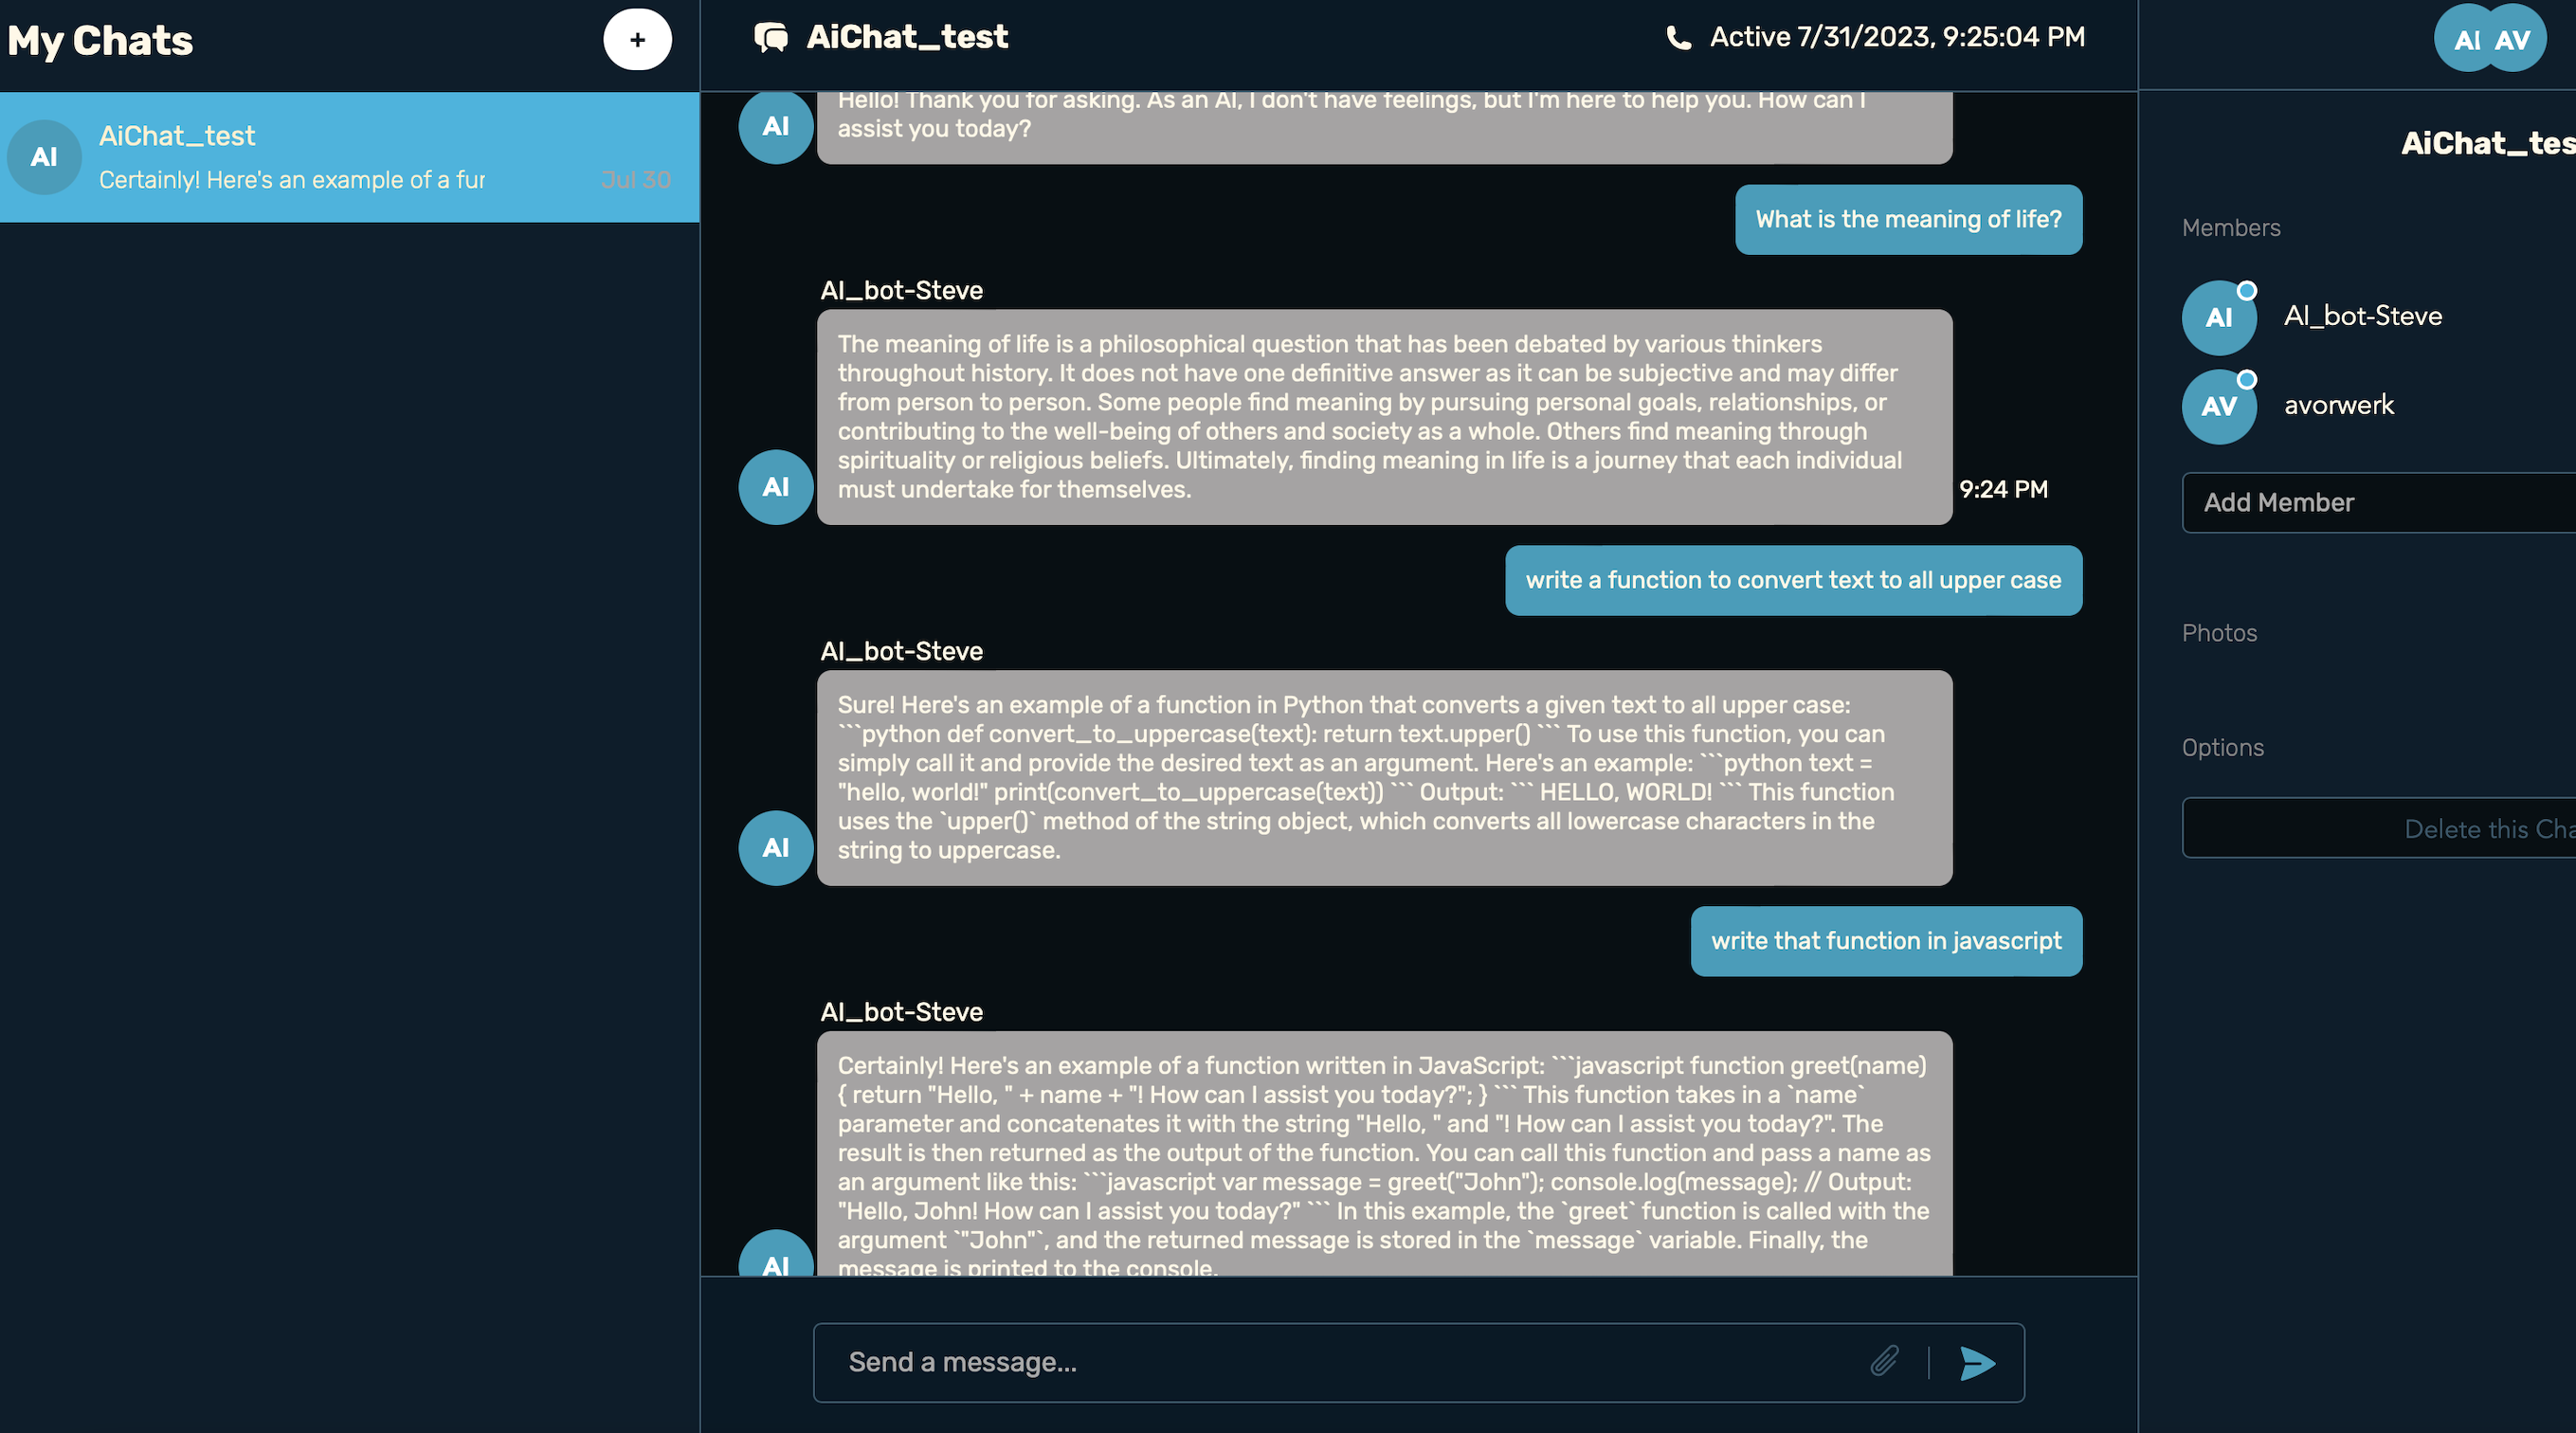 My Chats
+
AI
AiChat_test
Certainly! Here's an example of a fur
Jul 30
AiChat_test
Active 7/31/2023, 9:25:04 PM
Hello! Thank you for asking. As an AI, I don't have feelings, but I'm here to help you. How can I
assist you today?
AI
What is the meaning of life?
AI_bot-Steve
The meaning of life is a philosophical question that has been debated by various thinkers
throughout history. It does not have one definitive answer as it can be subjective and may differ
from person to person. Some people find meaning by pursuing personal goals, relationships, or
contributing to the well-being of others and society as a whole. Others find meaning through
spirituality or religious beliefs. Ultimately, finding meaning in life is a journey that each individual
must undertake for themselves.
AI
9:24 PM
write a function to convert text to all upper case
AI_bot-Steve
Sure! Here's an example of a function in Python that converts a given text to all upper case:
```python def convert_to_uppercase(text): return text.upper() ``` To use this function, you can
simply call it and provide the desired text as an argument. Here's an example: ```python text =
"hello, world!" print(convert_to_uppercase(text)) ``` Output: ``` HELLO, WORLD! ``` This function
uses the `upper()` method of the string object, which converts all lowercase characters in the
string to uppercase.
AI
write that function in javascript
AI_bot-Steve
Certainly! Here's an example of a function written in JavaScript: ```javascript function greet(name)
{ return "Hello, " + name + "! How can I assist you today?"; } ``` This function takes in a `name`
parameter and concatenates it with the string "Hello, " and "! How can I assist you today?". The
result is then returned as the output of the function. You can call this function and pass a name as
an argument like this: ```javascript var message = greet("John"); console.log(message); // Output:
"Hello, John! How can I assist you today?" ``` In this example, the `greet` function is called with the
argument `"John"`, and the returned message is stored in the `message` variable. Finally, the
message is printed to the console.
AI
Send a message...
AI AV
AiChat_tes
Members
AI
AI_bot-Steve
AV
avorwerk
Add Member
Photos
Options
Delete this Cha